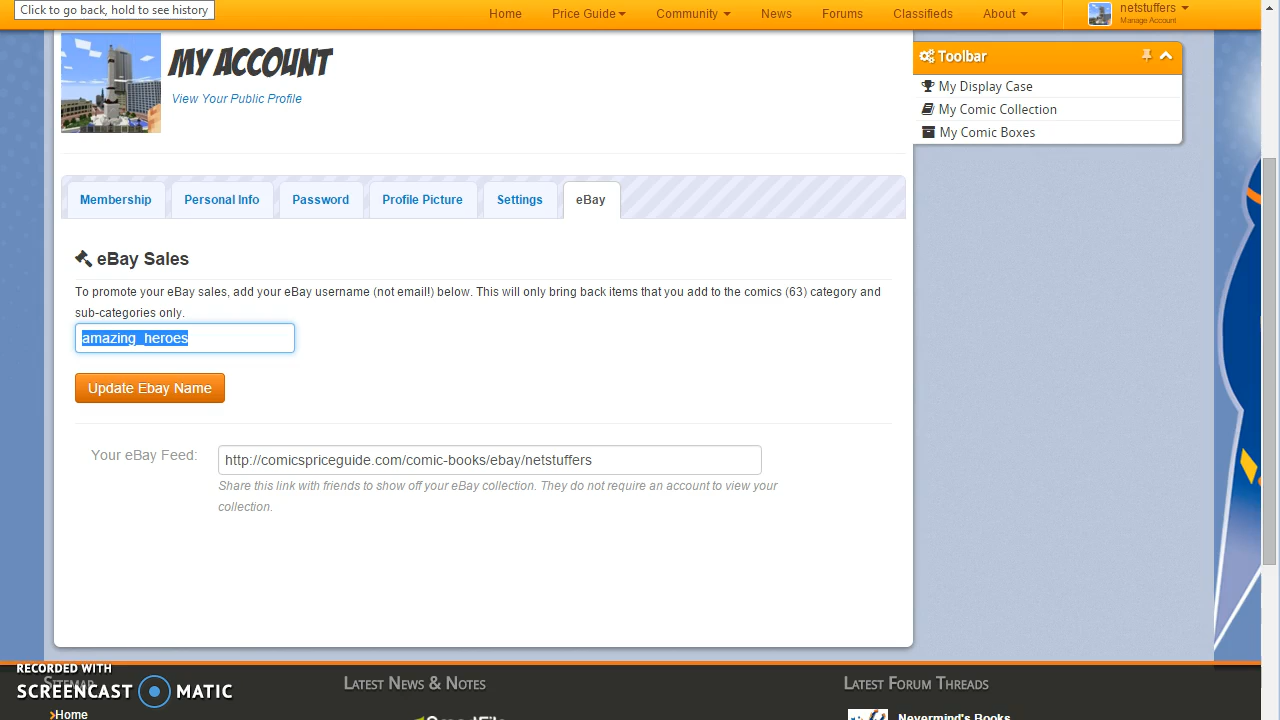 Click to go back, hold to see history
Home Price Guide Community News Forums Classifieds About netstuffers
Manage Account
MY ACCOUNT
View Your Public Profile
Toolbar
My Display Case
My Comic Collection
My Comic Boxes
Membership Personal Info Password Profile Picture Settings eBay
eBay Sales
To promote your eBay sales, add your eBay username (not email!) below. This will only bring back items that you add to the comics (63) category and
sub-categories only.
amazing_heroes
Update Ebay Name
Your eBay Feed: http://comicspriceguide.com/comic-books/ebay/netstuffers
Share this link with friends to show off your eBay collection. They do not require an account to view your
collection.
RECORDED WITH
SCREENCAST MATIC
SITEMAP LATEST NEWS & NOTES LATEST FORUM THREADS
Home
Nevermind's Books